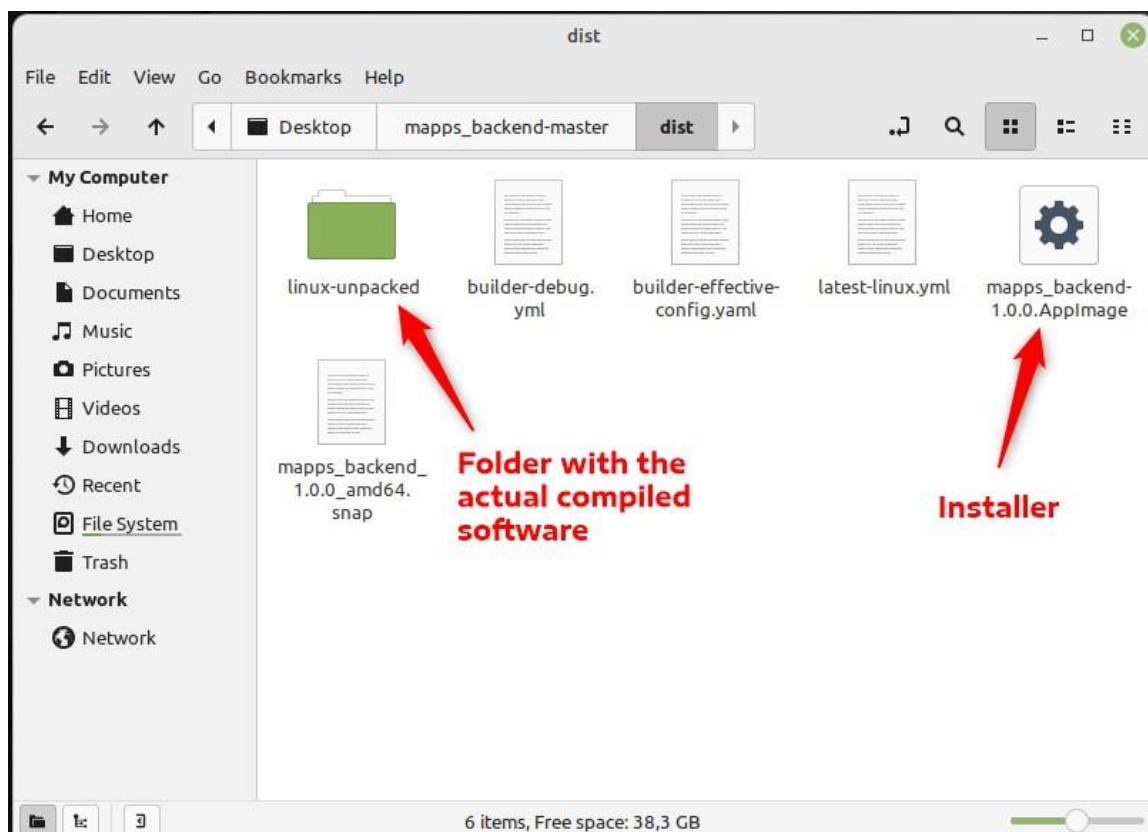 dist
File Edit View Go Bookmarks Help
Desktop mapps_backend-master dist
My Computer
Home
Desktop
Documents
Music
Pictures
Videos
Downloads
Recent
File System
Trash
Network
Network
linux-unpacked
builder-debug.
yml
builder-effective-
config.yaml
latest-linux.yml
mapps_backend-
1.0.0.AppImage
mapps_backend_
1.0.0_amd64.
snap
Folder with the
actual compiled
software
Installer
6 items, Free space: 38,3 GB